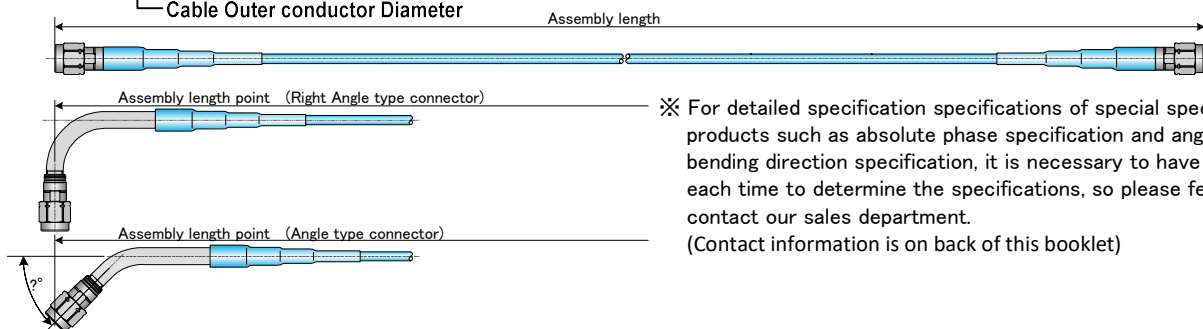 Cable Outer conductor Diameter
Assembly length
Assembly length point （Right Angle type connector）
※ For detailed specification specifications of special
products such as absolute phase specification and
bending direction specification, it is necessary to have
each time to determine the specifications, so please
contact our sales department.
(Contact information is on back of this booklet)
Assembly length point （Angle type connector）
?°